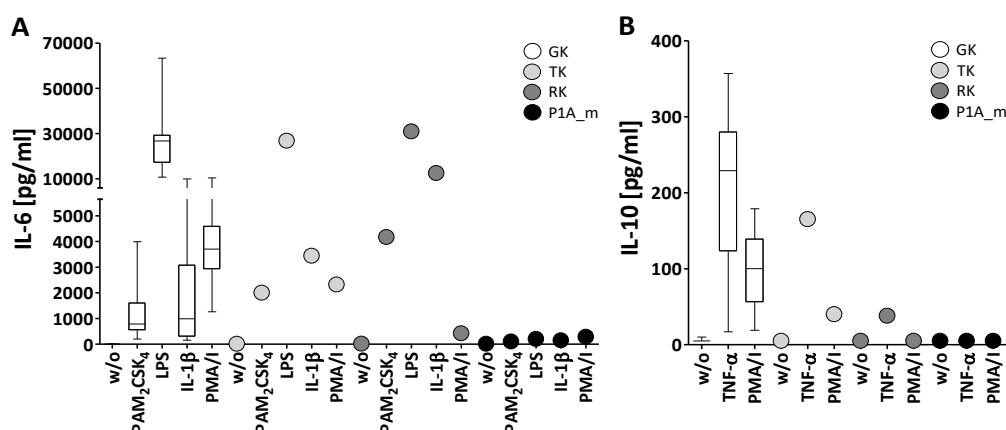 A
IL-6 [pg/ml]
70000
60000
50000
40000
30000
20000
10000
5000
4000
3000
2000
1000
0
GK
TK
RK
P1A_m
w/o
PAM₂CSK₄
LPS
IL-1β
PMA/I
w/o
PAM₂CSK₄
LPS
IL-1β
PMA/I
w/o
PAM₂CSK₄
LPS
IL-1β
PMA/I
w/o
PAM₂CSK₄
LPS
IL-1β
PMA/I
B
IL-10 [pg/ml]
400
300
200
100
0
GK
TK
RK
P1A_m
w/o
TNF-α
PMA/I
w/o
TNF-α
PMA/I
w/o
TNF-α
PMA/I
w/o
TNF-α
PMA/I